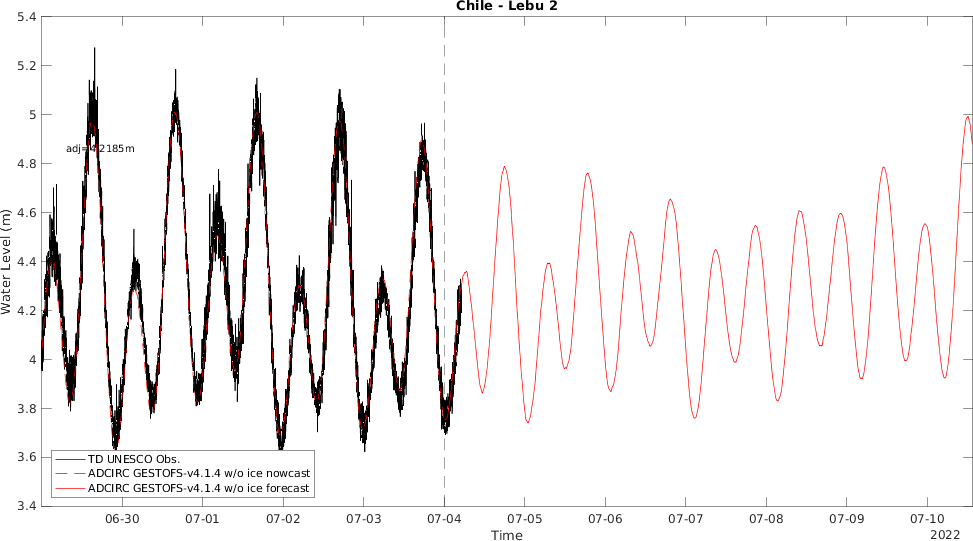 Chile - Lebu 2
5.4
5.2
5
4.8
4.6
4.4
4.2
4
3.8
3.6
3.4
Water Level (m)
adj=4.2185m
TD UNESCO Obs.
ADCIRC GESTOFS-v4.1.4 w/o ice nowcast
ADCIRC GESTOFS-v4.1.4 w/o ice forecast
06-30 07-01 07-02 07-03 07-04 07-05 07-06 07-07 07-08 07-09 07-10
Time
2022